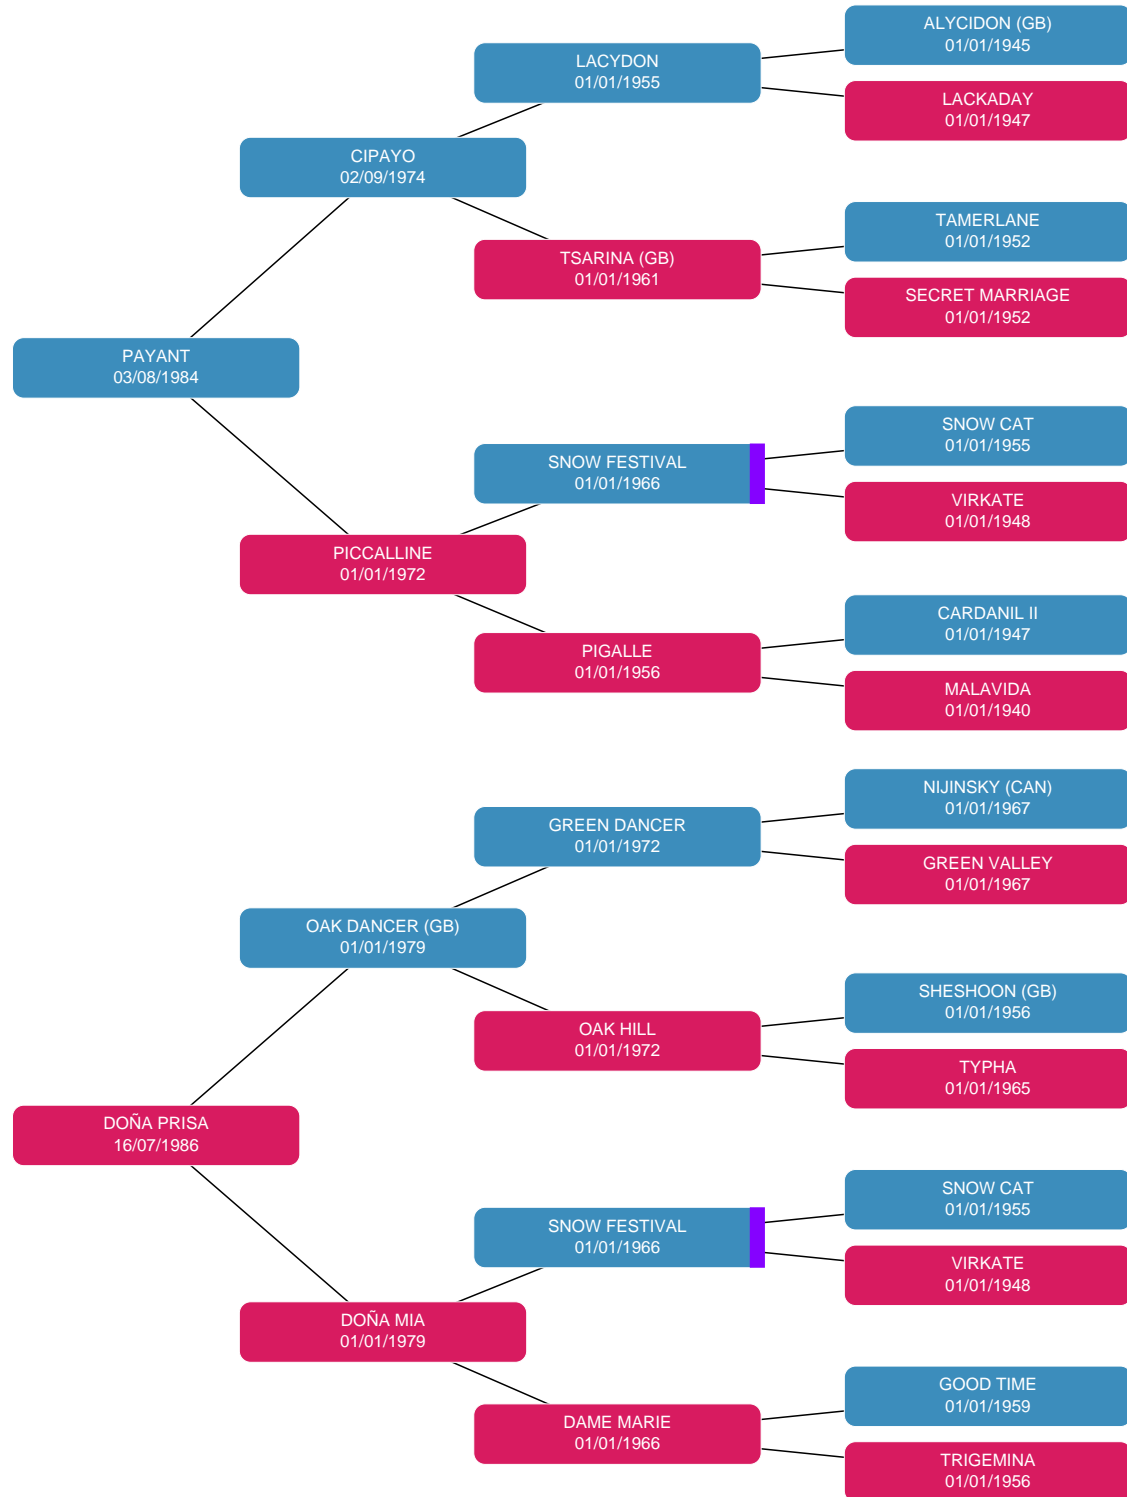 ALYCIDON (GB)
01/01/1945
LACYDON
01/01/1955
LACKADAY
01/01/1947
CIPAYO
02/09/1974
TAMERLANE
01/01/1952
TSARINA (GB)
01/01/1961
SECRET MARRIAGE
01/01/1952
PAYANT
03/08/1984
SNOW CAT
01/01/1955
SNOW FESTIVAL
01/01/1966
VIRKATE
01/01/1948
PICCALLINE
01/01/1972
CARDANIL II
01/01/1947
PIGALLE
01/01/1956
MALAVIDA
01/01/1940
NIJINSKY (CAN)
01/01/1967
GREEN DANCER
01/01/1972
GREEN VALLEY
01/01/1967
OAK DANCER (GB)
01/01/1979
SHESHOON (GB)
01/01/1956
OAK HILL
01/01/1972
TYPHA
01/01/1965
DOÑA PRISA
16/07/1986
SNOW CAT
01/01/1955
SNOW FESTIVAL
01/01/1966
VIRKATE
01/01/1948
DOÑA MIA
01/01/1979
GOOD TIME
01/01/1959
DAME MARIE
01/01/1966
TRIGEMINA
01/01/1956